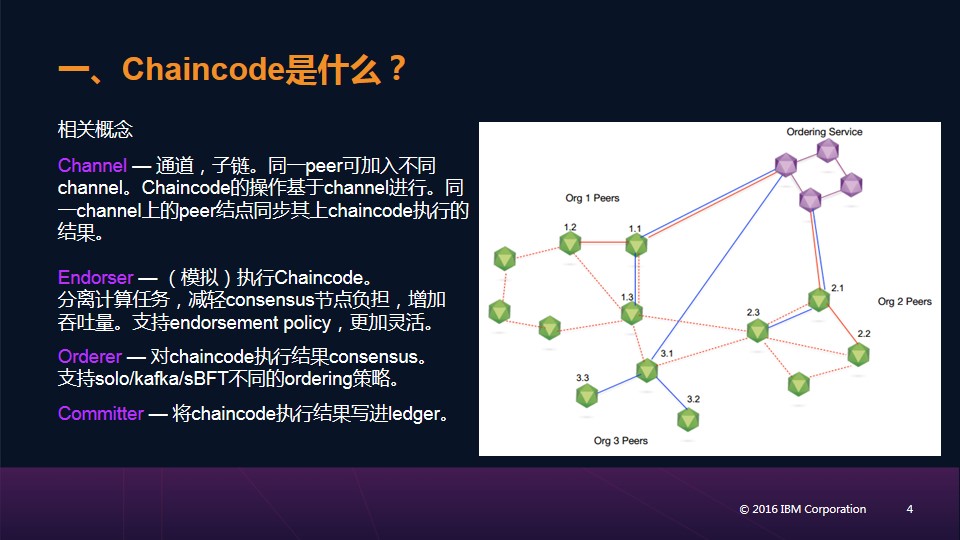 一、Chaincode是什么？
相关概念
Channel — 通道，子链。同一peer可加入不同
channel。Chaincode的操作基于channel进行。同
一channel上的peer结点同步其上chaincode执行的
结果。
Endorser — （模拟）执行Chaincode。
分离计算任务，减轻consensus节点负担，增加
吞吐量。支持endorsement policy，更加灵活。
Orderer — 对chaincode执行结果consensus。
支持solo/kafka/sBFT不同的ordering策略。
Committer — 将chaincode执行结果写进ledger。
Ordering Service
Org 1 Peers
1.2
1.1
1.3
2.1
Org 2 Peers
2.3
2.2
3.1
3.3
3.2
Org 3 Peers
© 2016 IBM Corporation
4